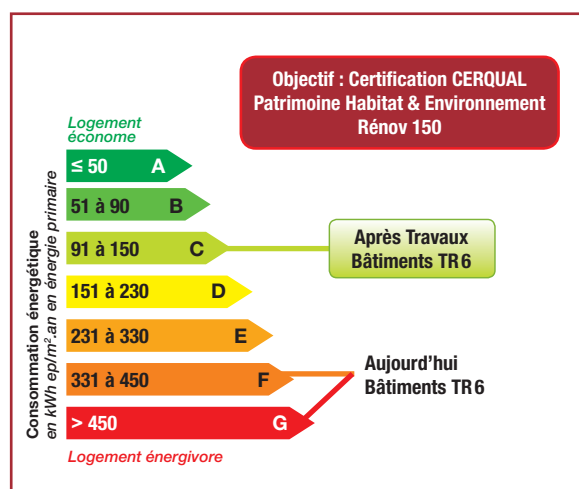 Objectif : Certification CERQUAL
Patrimoine Habitat & Environnement
Rénov 150
Logement
économe
Consommation énergétique
en kWh ep/m².an en énergie primaire
≤ 50 A
51 à 90 B
91 à 150 C
Après Travaux
Bâtiments TR 6
151 à 230 D
231 à 330 E
331 à 450 F
Aujourd'hui
Bâtiments TR 6
> 450 G
Logement énergivore